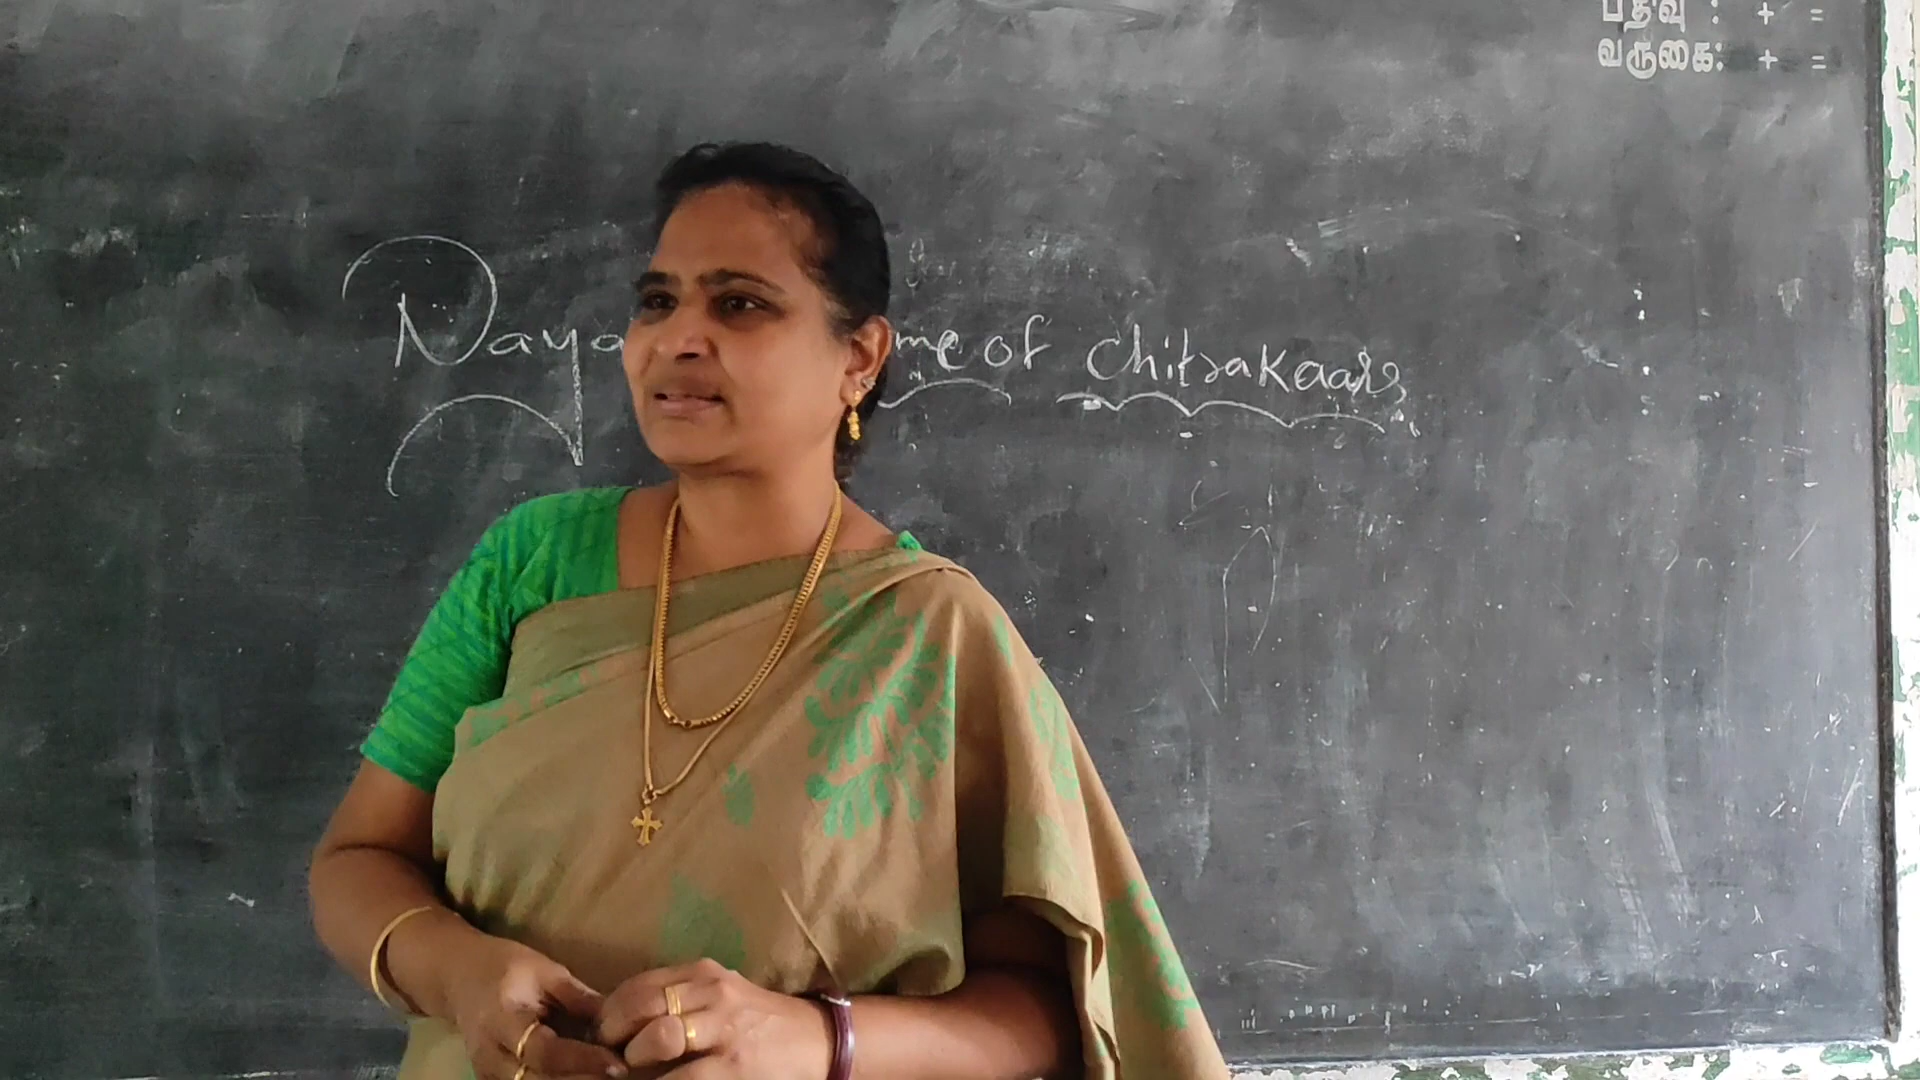 பதிவு : + =
வருகை: + =
Naya me of chitrakaars